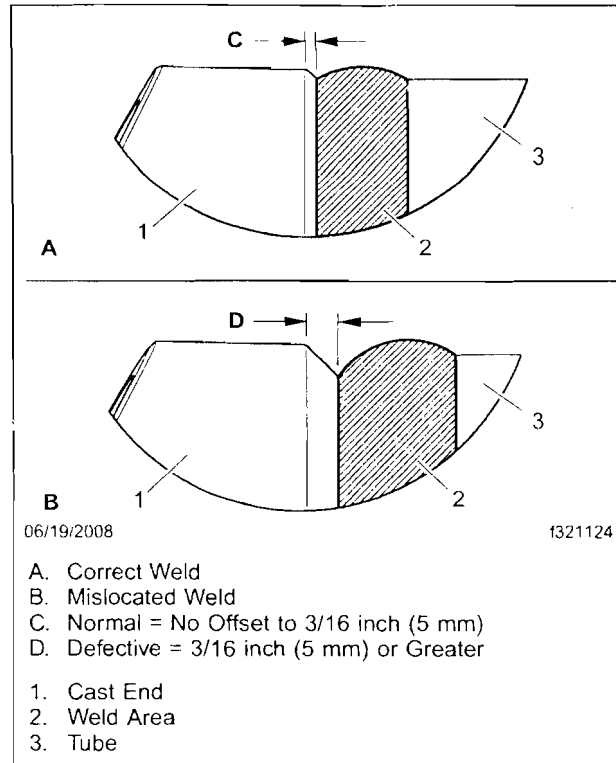 C
1
2
3
A
D
1
2
3
B
06/19/2008 f321124
A. Correct Weld
B. Mislocated Weld
C. Normal = No Offset to 3/16 inch (5 mm)
D. Defective = 3/16 inch (5 mm) or Greater
1. Cast End
2. Weld Area
3. Tube